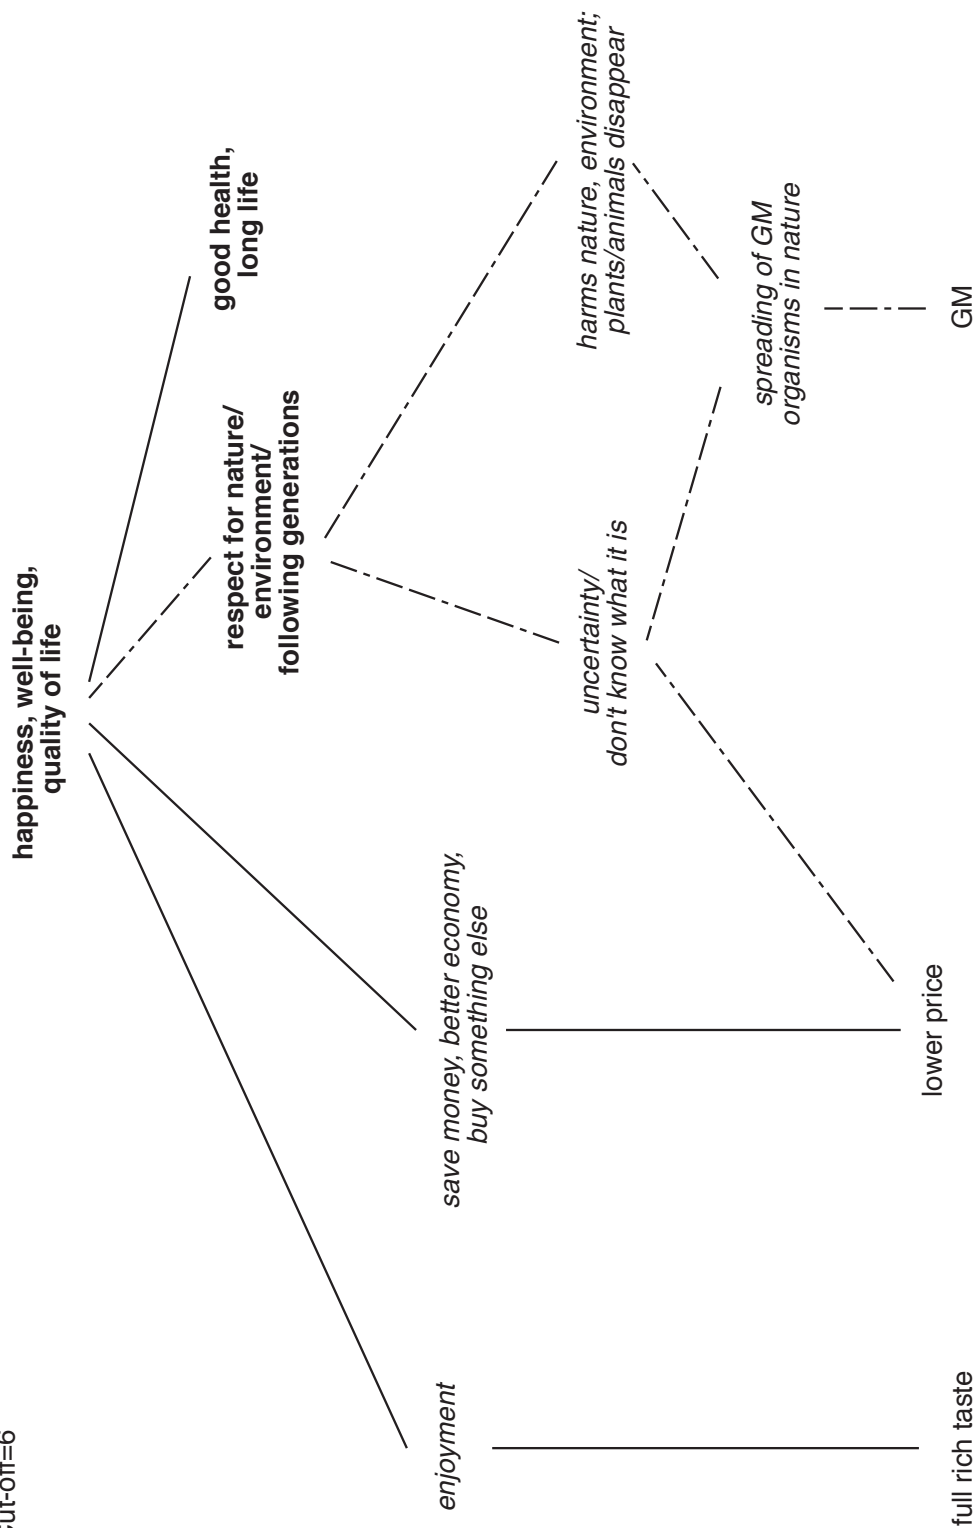 cut-off=6
happiness, well-being,
quality of life
good health,
long life
respect for nature/
environment/
following generations
enjoyment
save money, better economy,
buy something else
uncertainty/
don't know what it is
harms nature, environment;
plants/animals disappear
spreading of GM
organisms in nature
full rich taste
lower price
GM